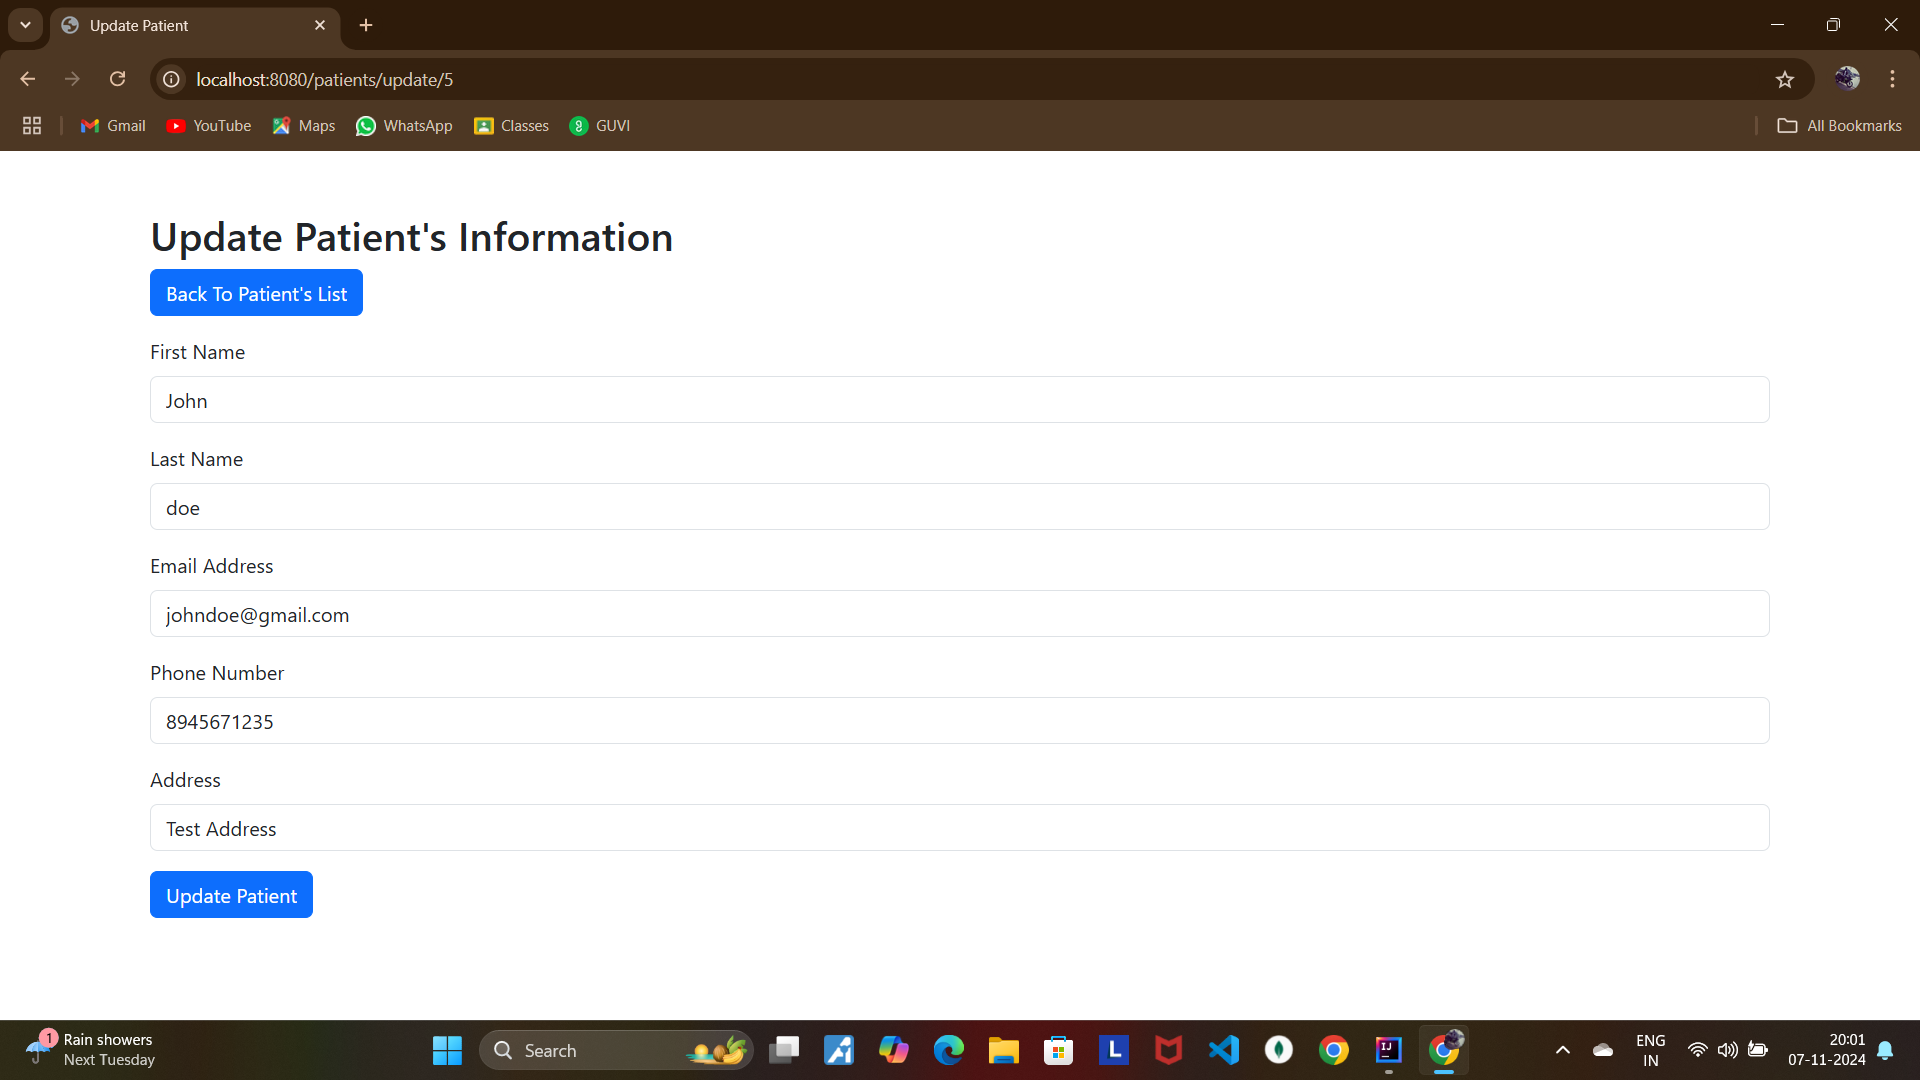 Update Patient
localhost:8080/patients/update/5
Gmail
YouTube
Maps
WhatsApp
Classes
GUVI
All Bookmarks
Update Patient's Information
Back To Patient's List
First Name
John
Last Name
doe
Email Address
johndoe@gmail.com
Phone Number
8945671235
Address
Test Address
Update Patient
1
Rain showers
Next Tuesday
Search
L
IJ
ENG
IN
20:01
07-11-2024